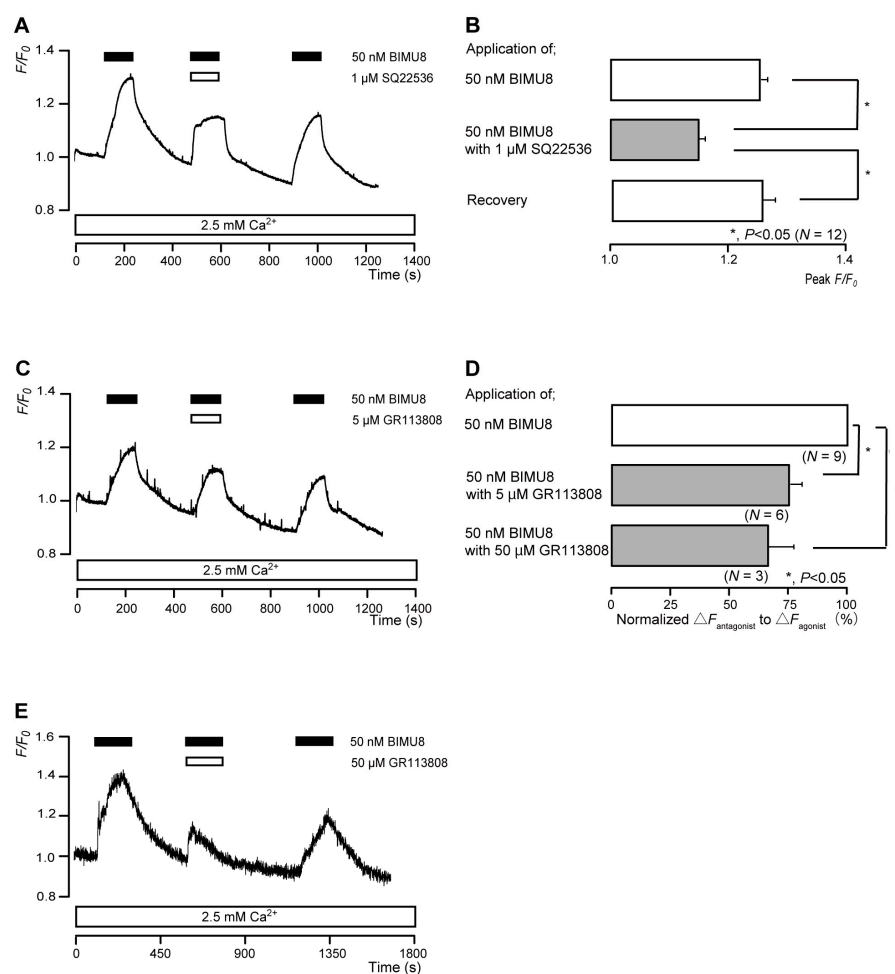 A
F/F0
1.4
1.2
1.0
0.8
50 nM BIMU8
1 µM SQ22536
2.5 mM Ca2+
0 200 400 600 800 1000 1200 1400
Time (s)
B
Application of;
50 nM BIMU8
50 nM BIMU8
with 1 µM SQ22536
Recovery
*
*
*, P<0.05 (N = 12)
1.0 1.2 1.4
Peak F/F0
C
F/F0
1.4
1.2
1.0
0.8
50 nM BIMU8
5 µM GR113808
2.5 mM Ca2+
0 200 400 600 800 1000 1200 1400
Time (s)
D
Application of;
50 nM BIMU8
(N = 9)
*
50 nM BIMU8
with 5 µM GR113808
(N = 6)
50 nM BIMU8
with 50 µM GR113808
(N = 3)
*, P<0.05
0 25 50 75 100
Normalized △Fantagonist to △Fagonist (%)
E
F/F0
1.6
1.4
1.2
1.0
0.8
50 nM BIMU8
50 µM GR113808
2.5 mM Ca2+
0 450 900 1350 1800
Time (s)